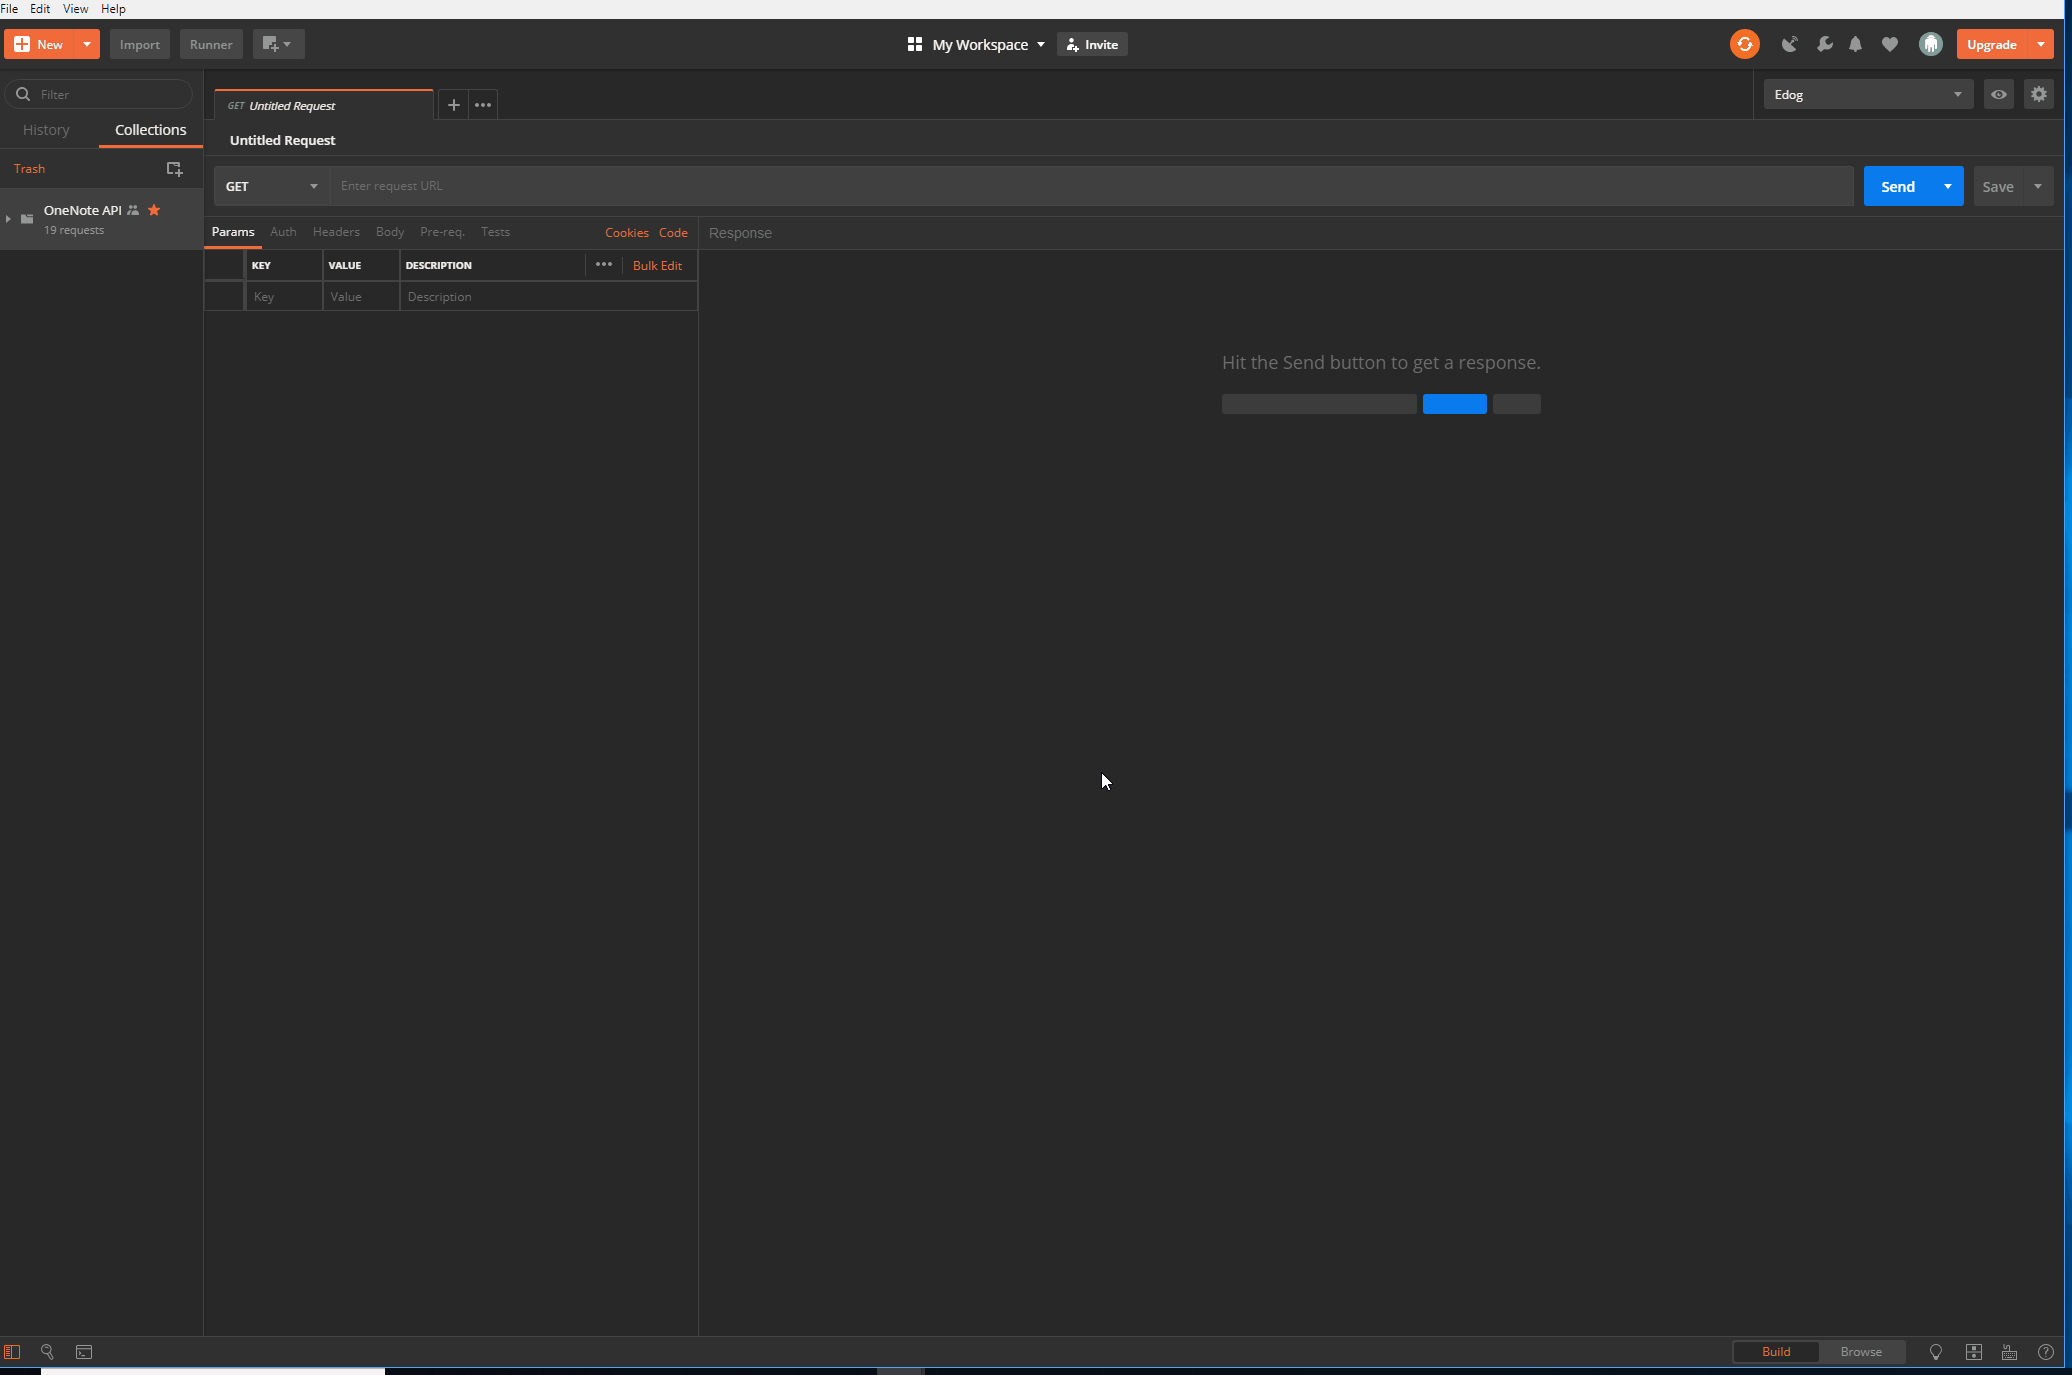 File Edit View Help
New Import Runner My Workspace Invite Upgrade
Filter
GET Untitled Request
Edog
History Collections
Untitled Request
Trash
GET Enter request URL Send Save
OneNote API
19 requests
Params Auth Headers Body Pre-req. Tests Cookies Code Response
KEY VALUE DESCRIPTION Bulk Edit
Key Value Description
Hit the Send button to get a response.
Build Browse